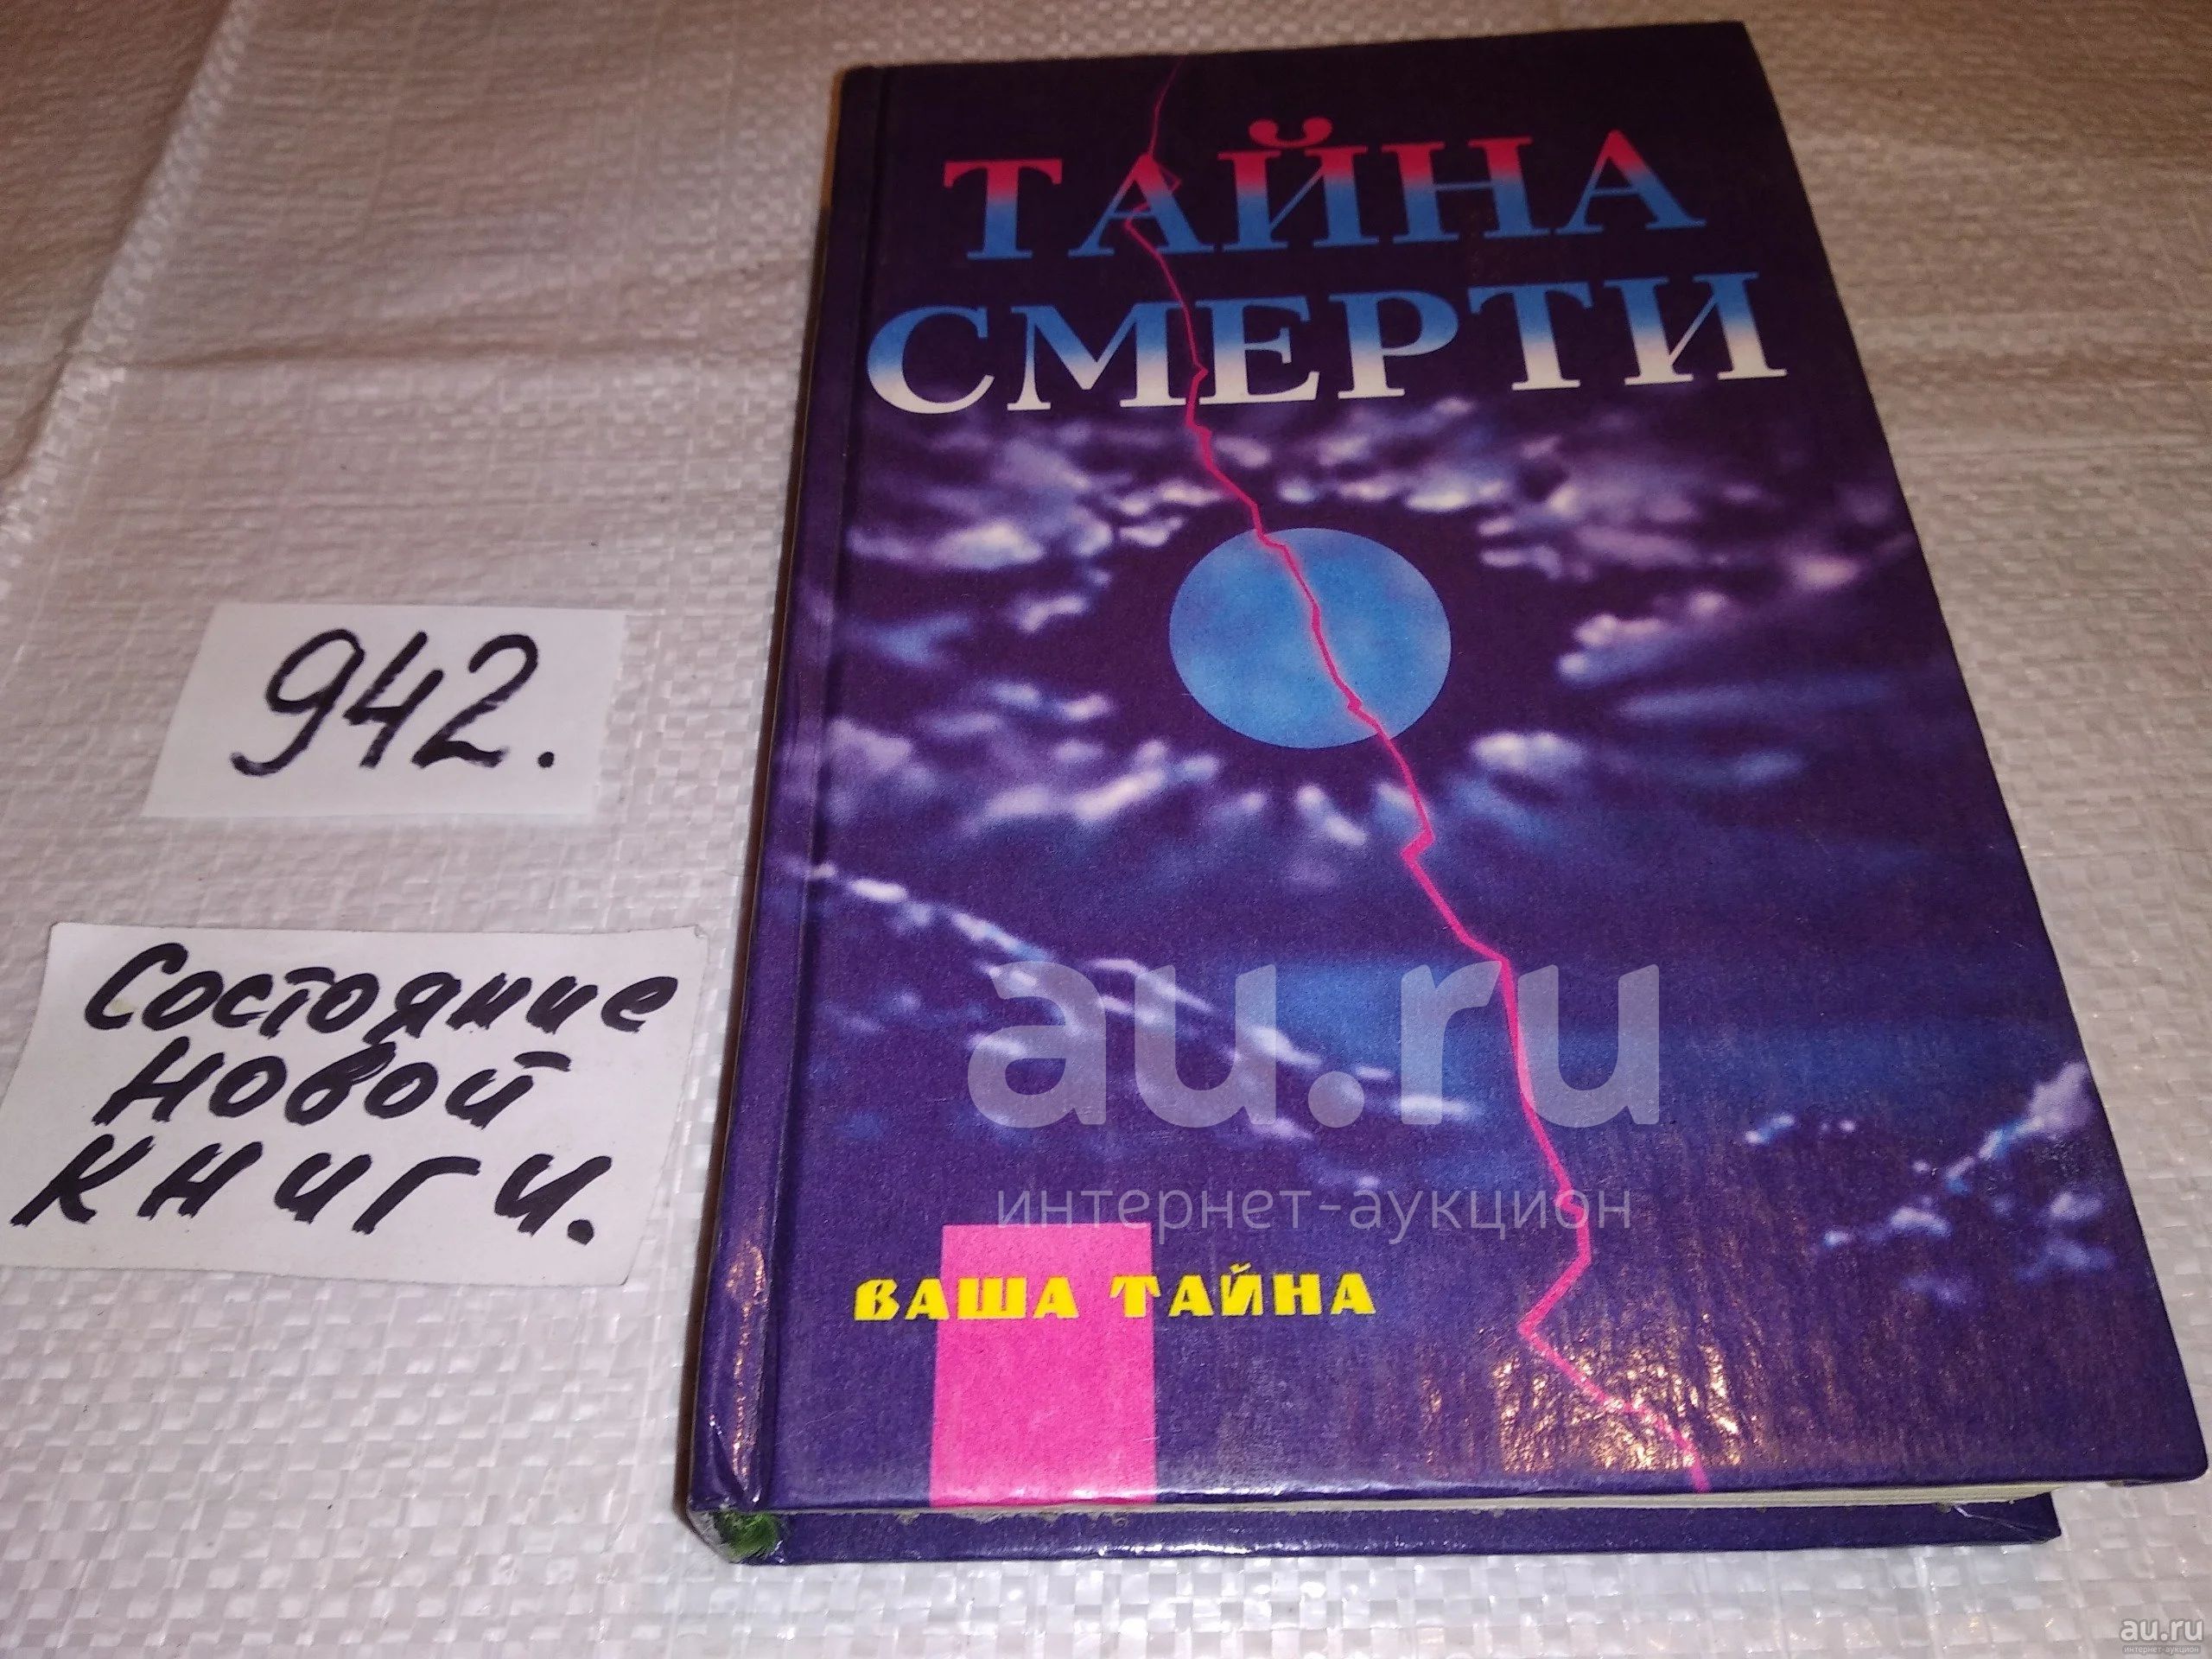 ТАЙНА
СМЕРТИ
942.
Состояние
новой
книги.
au.ru
интернет-аукцион
ВАША ТАЙНА
au.ru
интернет-аукцион